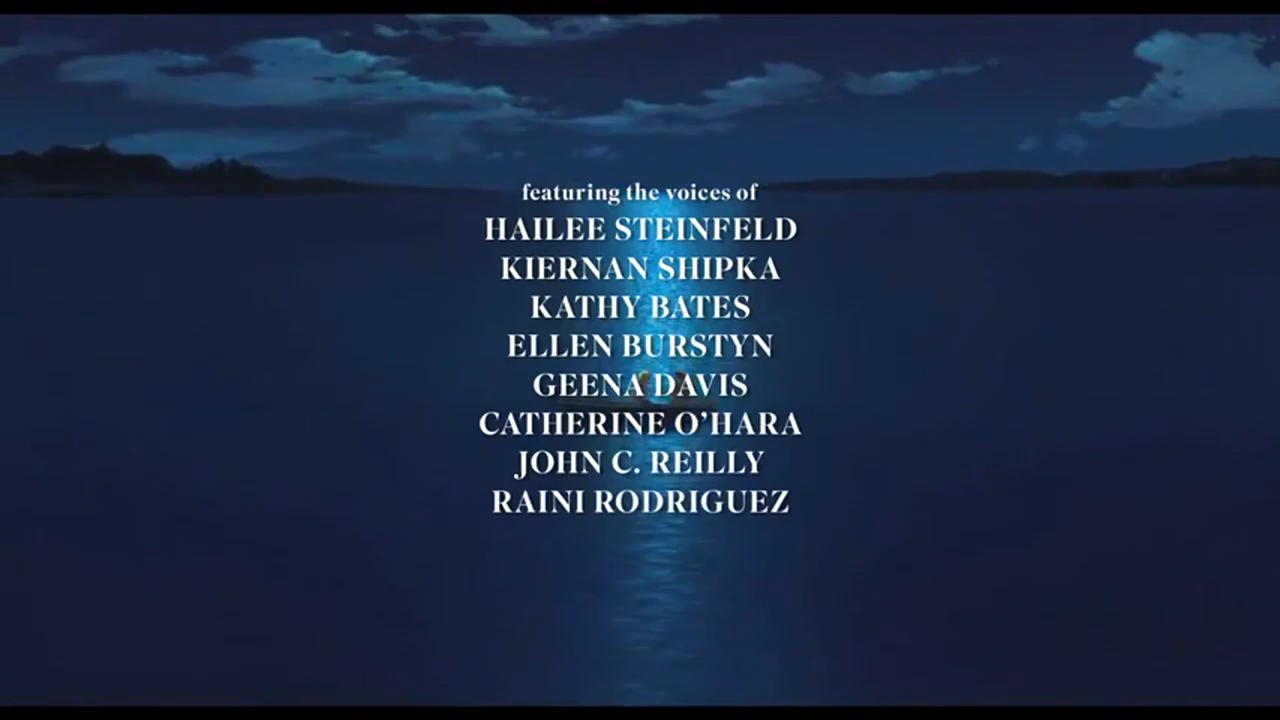 featuring the voices of
HAILEE STEINFELD
KIERNAN SHIPKA
KATHY BATES
ELLEN BURSTYN
GEENA DAVIS
CATHERINE O’HARA
JOHN C. REILLY
RAINI RODRIGUEZ